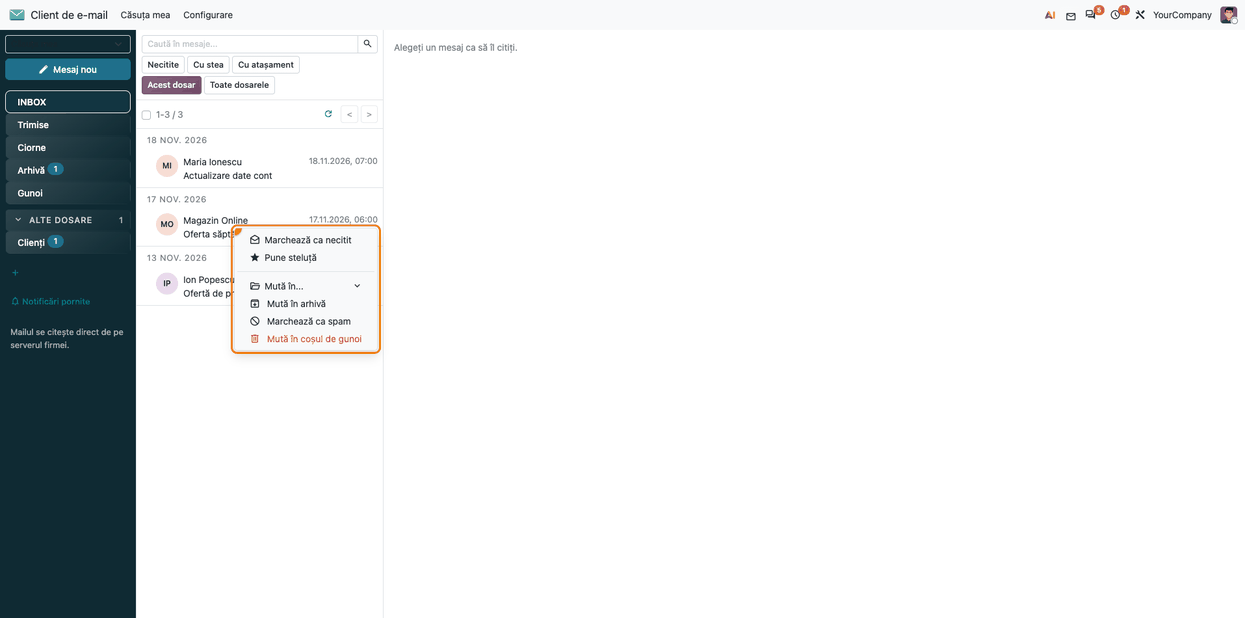 Client de e-mail Căsuța mea Configurare AI 5 1 YourCompany
Mesaj nou
INBOX
Trimise
Ciorne
Arhivă 1
Gunoi
ALTE DOSARE 1
Clienți 1
+
Notificări pornite
Mailul se citește direct de pe
serverul firmei.
Caută în mesaje...
Necitite Cu stea Cu atașament
Acest dosar Toate dosarele
1-3 / 3 < >
18 NOV. 2026
MI Maria Ionescu 18.11.2026, 07:00
Actualizare date cont
17 NOV. 2026
MO Magazin Online 17.11.2026, 06:00
Oferta săpt
13 NOV. 2026
IP Ion Popescu
Ofertă de pr
Marchează ca necitit
Pune steluță
Mută în...
Mută în arhivă
Marchează ca spam
Mută în coșul de gunoi
Alegeți un mesaj ca să îl citiți.